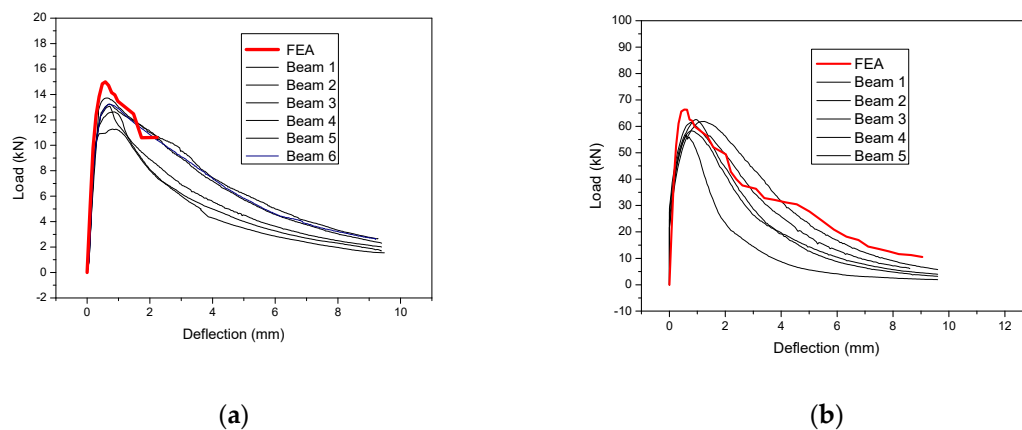 20
18
16
14
12
10
8
6
4
2
0
-2
Load (kN)
FEA
Beam 1
Beam 2
Beam 3
Beam 4
Beam 5
Beam 6
0 2 4 6 8 10
Deflection (mm)
(a)
100
90
80
70
60
50
40
30
20
10
0
-10
Load (kN)
FEA
Beam 1
Beam 2
Beam 3
Beam 4
Beam 5
0 2 4 6 8 10 12
Deflection (mm)
(b)